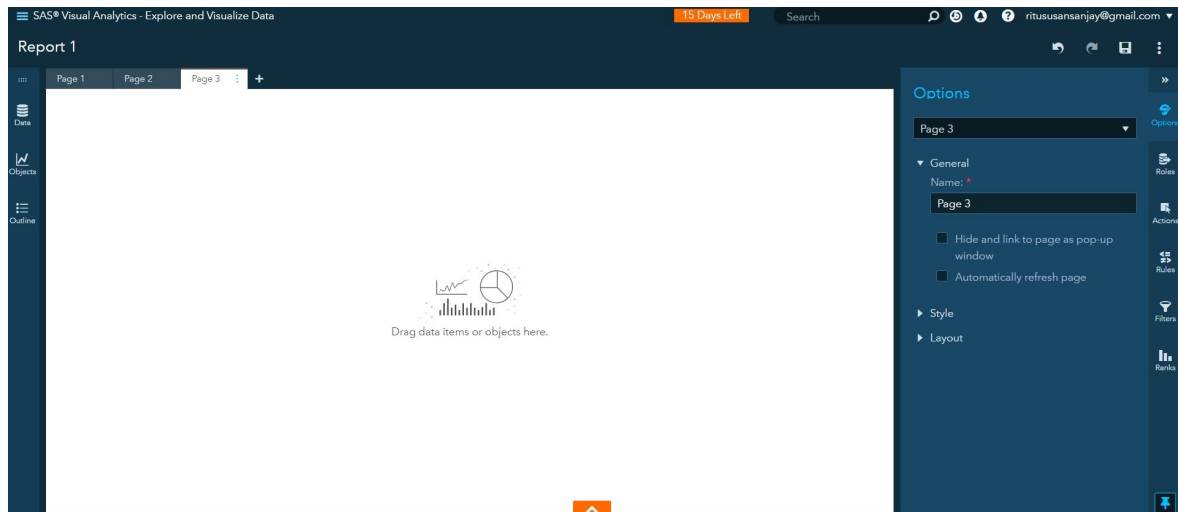 SAS® Visual Analytics - Explore and Visualize Data
15 Days Left
Search
ritususansanjay@gmail.com
Report 1
Page 1
Page 2
Page 3
Data
Objects
Outline
Drag data items or objects here.
Options
Page 3
General
Name: *
Page 3
Hide and link to page as pop-up
window
Automatically refresh page
Style
Layout
Options
Roles
Actions
Rules
Filters
Ranks